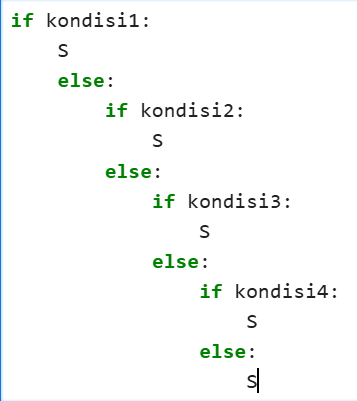 if kondisi1:
    S
    else:
        if kondisi2:
            S
        else:
            if kondisi3:
                S
            else:
                if kondisi4:
                    S
                else:
                    S